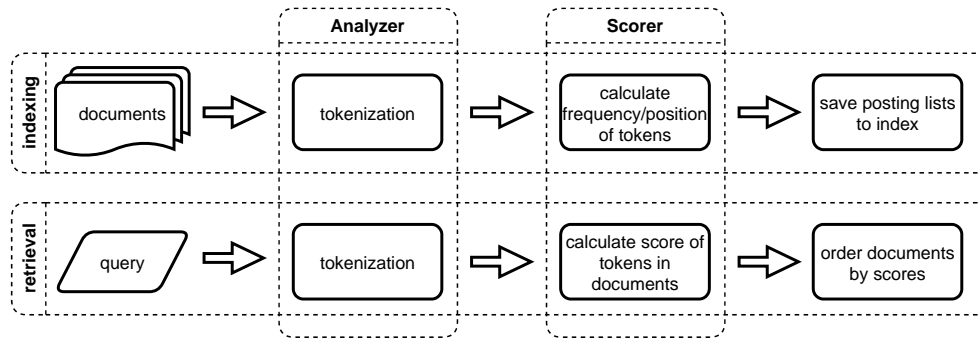 Analyzer
Scorer
indexing
documents
tokenization
calculate
frequency/position
of tokens
save posting lists
to index
retrieval
query
tokenization
calculate score of
tokens in
documents
order documents
by scores